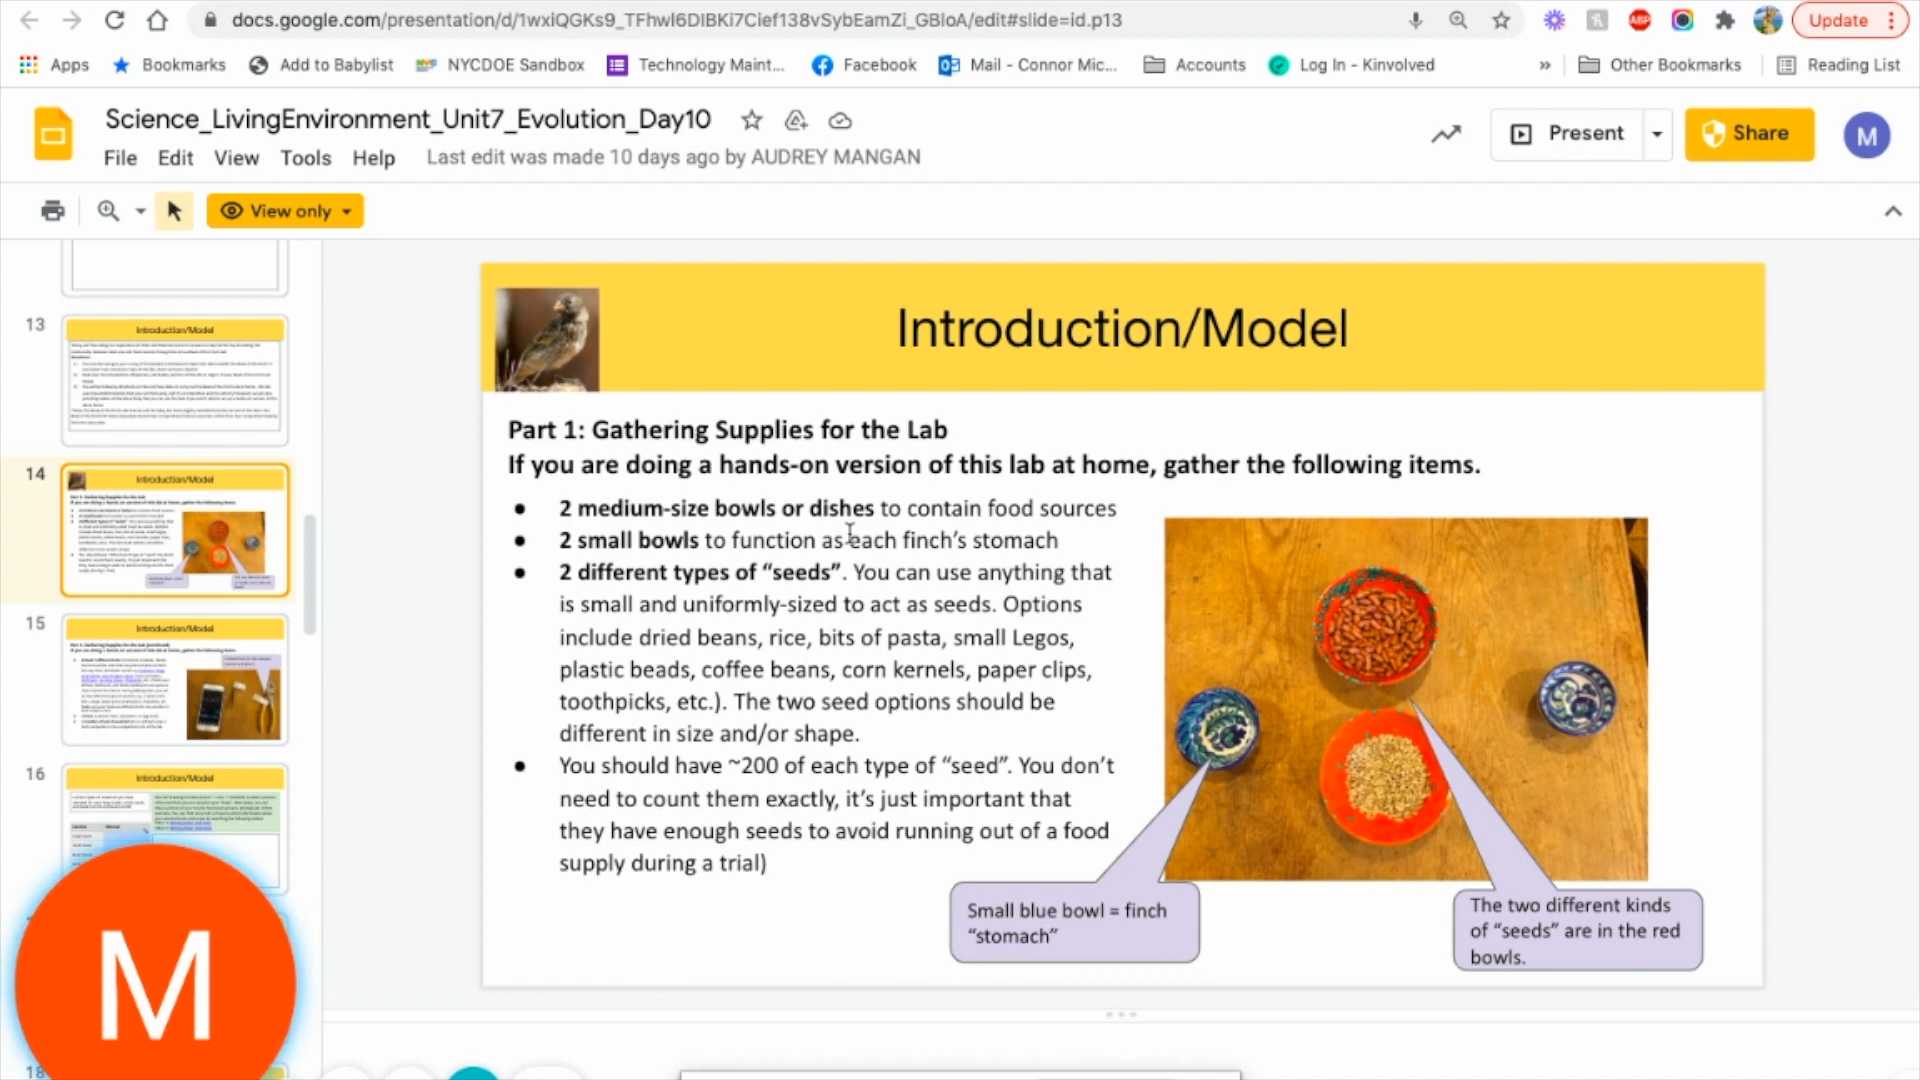 docs.google.com/presentation/d/1wxiQGKs9_TFhwl6DIBKi7Cief138vSybEamZi_GBloA/edit#slide=id.p13
ABP
Update
Apps
Bookmarks
Add to Babylist
NYCDOE Sandbox
Technology Maint...
Facebook
Mail - Connor Mic...
Accounts
Log In - Kinvolved
»
Other Bookmarks
Reading List
Science_LivingEnvironment_Unit7_Evolution_Day10
File Edit View Tools Help Last edit was made 10 days ago by AUDREY MANGAN
Present
Share
M
View only
13
Introduction/Model
14
Introduction/Model
15
Introduction/Model
16
Introduction/Model
M
18
Introduction/Model
Part 1: Gathering Supplies for the Lab
If you are doing a hands-on version of this lab at home, gather the following items.
● 2 medium-size bowls or dishes to contain food sources
● 2 small bowls to function as each finch's stomach
● 2 different types of “seeds”. You can use anything that
is small and uniformly-sized to act as seeds. Options
include dried beans, rice, bits of pasta, small Legos,
plastic beads, coffee beans, corn kernels, paper clips,
toothpicks, etc.). The two seed options should be
different in size and/or shape.
● You should have ~200 of each type of “seed”. You don’t
need to count them exactly, it’s just important that
they have enough seeds to avoid running out of a food
supply during a trial)
Small blue bowl = finch
“stomach”
The two different kinds
of “seeds” are in the red
bowls.